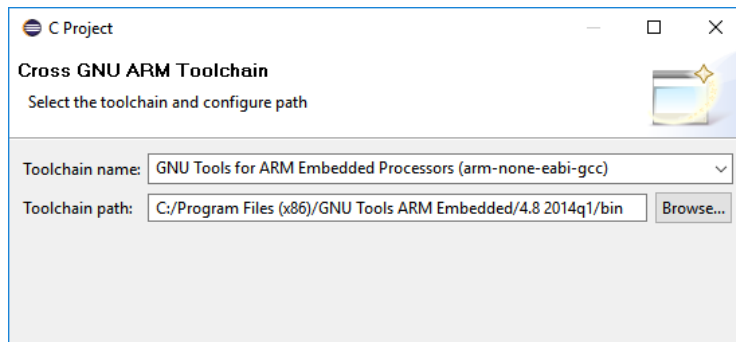 C Project
Cross GNU ARM Toolchain
Select the toolchain and configure path
Toolchain name: GNU Tools for ARM Embedded Processors (arm-none-eabi-gcc)
Toolchain path: C:/Program Files (x86)/GNU Tools ARM Embedded/4.8 2014q1/bin Browse...